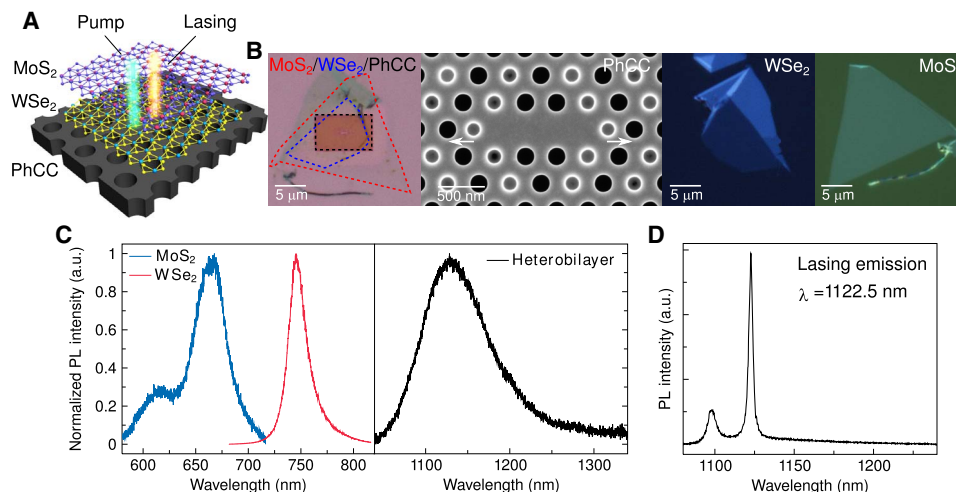 A
Pump
Lasing
MoS2
WSe2
PhCC
B
MoS2/WSe2/PhCC
5 μm
PhCC
500 nm
WSe2
5 μm
MoS
5 μm
C
Normalized PL intensity (a.u.)
1
0.8
0.6
0.4
0.2
0
MoS2
WSe2
Heterobilayer
600 650 700 750 800
1100 1200 1300
Wavelength (nm)
Wavelength (nm)
D
PL intensity (a.u.)
Lasing emission
λ =1122.5 nm
1100 1150 1200
Wavelength (nm)